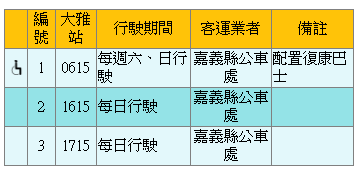 編號 大雅站 行駛期間 客運業者 備註
1 0615 每週六、日行駛 嘉義縣公車處 配置復康巴士
2 1615 每日行駛 嘉義縣公車處
3 1715 每日行駛 嘉義縣公車處